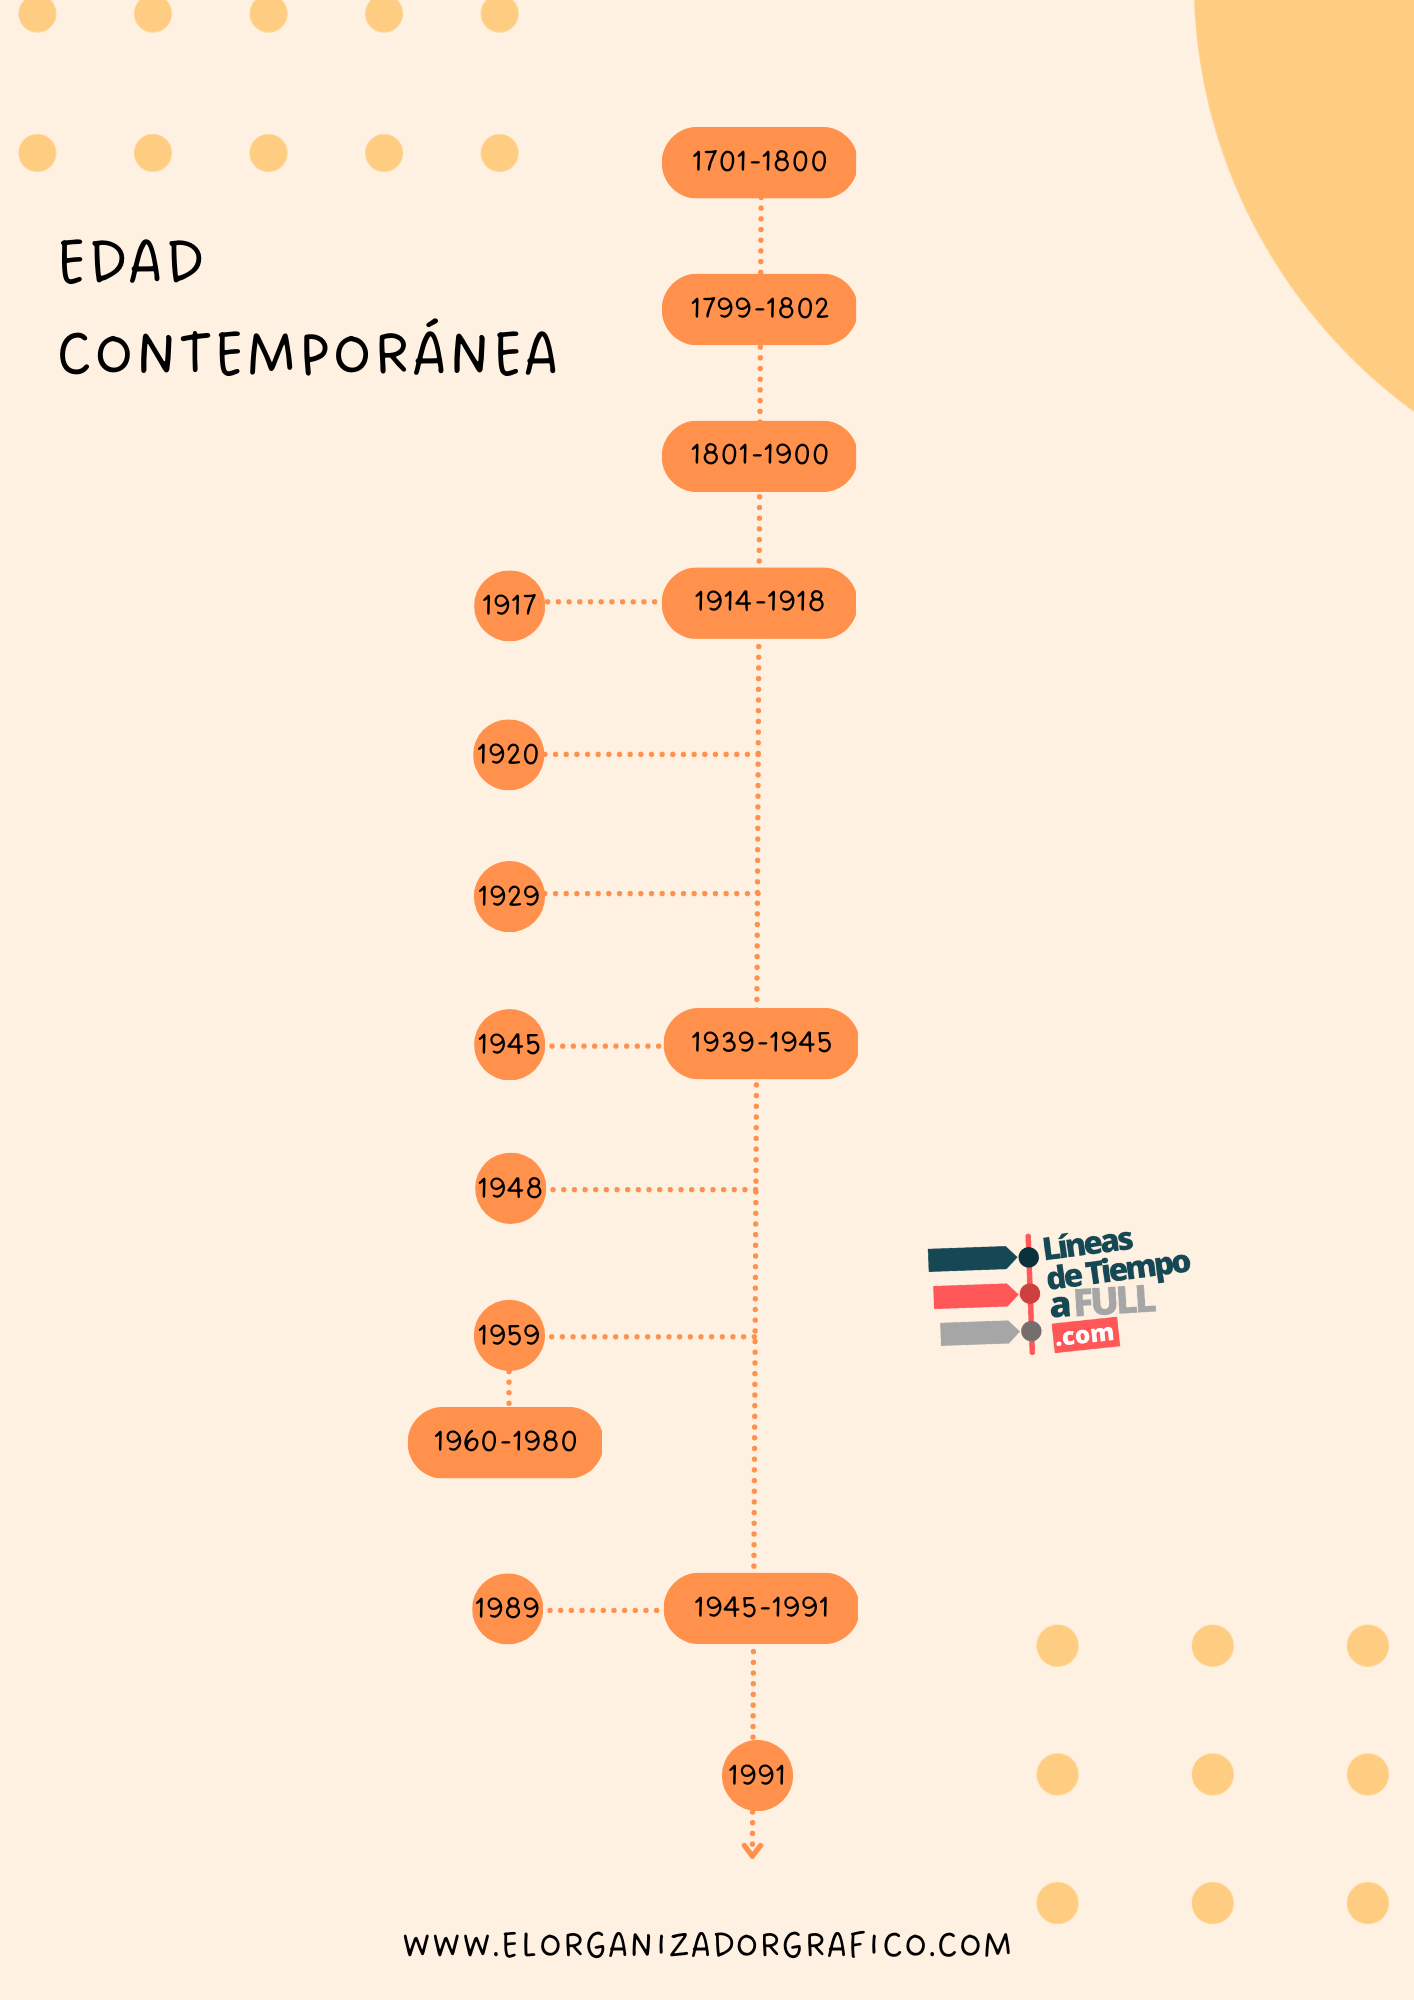 EDAD
CONTEMPORÁNEA
1701-1800
1799-1802
1801-1900
1917
1914-1918
1920
1929
1945
1939-1945
1948
1959
1960-1980
1989
1945-1991
1991
Líneas
de Tiempo
a FULL
.com
WWW.ELORGANIZADORGRAFICO.COM